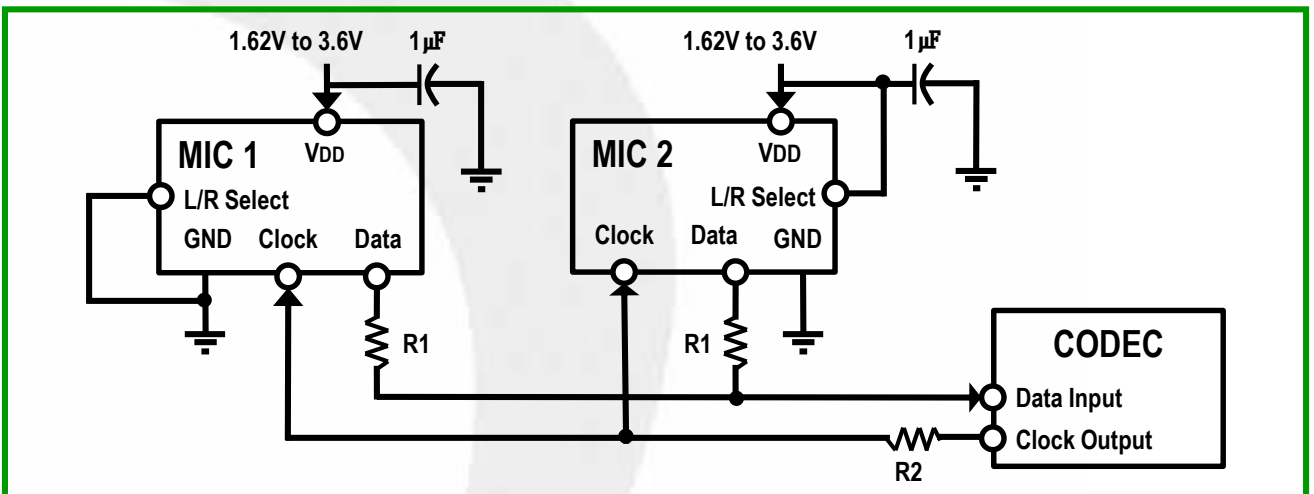 1.62V to 3.6V
1µF
1.62V to 3.6V
1µF
MIC 1
VDD
L/R Select
GND
Clock
Data
MIC 2
VDD
L/R Select
Clock
Data
GND
R1
R1
CODEC
Data Input
Clock Output
R2